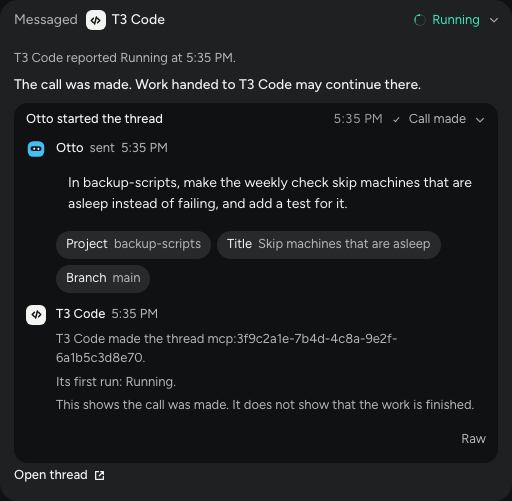 Messaged T3 Code Running
T3 Code reported Running at 5:35 PM.
The call was made. Work handed to T3 Code may continue there.
Otto started the thread 5:35 PM ✓ Call made
Otto sent 5:35 PM
In backup-scripts, make the weekly check skip machines that are
asleep instead of failing, and add a test for it.
Project backup-scripts Title Skip machines that are asleep
Branch main
T3 Code 5:35 PM
T3 Code made the thread mcp:3f9c2a1e-7b4d-4c8a-9e2f-
6a1b5c3d8e70.
Its first run: Running.
This shows the call was made. It does not show that the work is finished.
Raw
Open thread